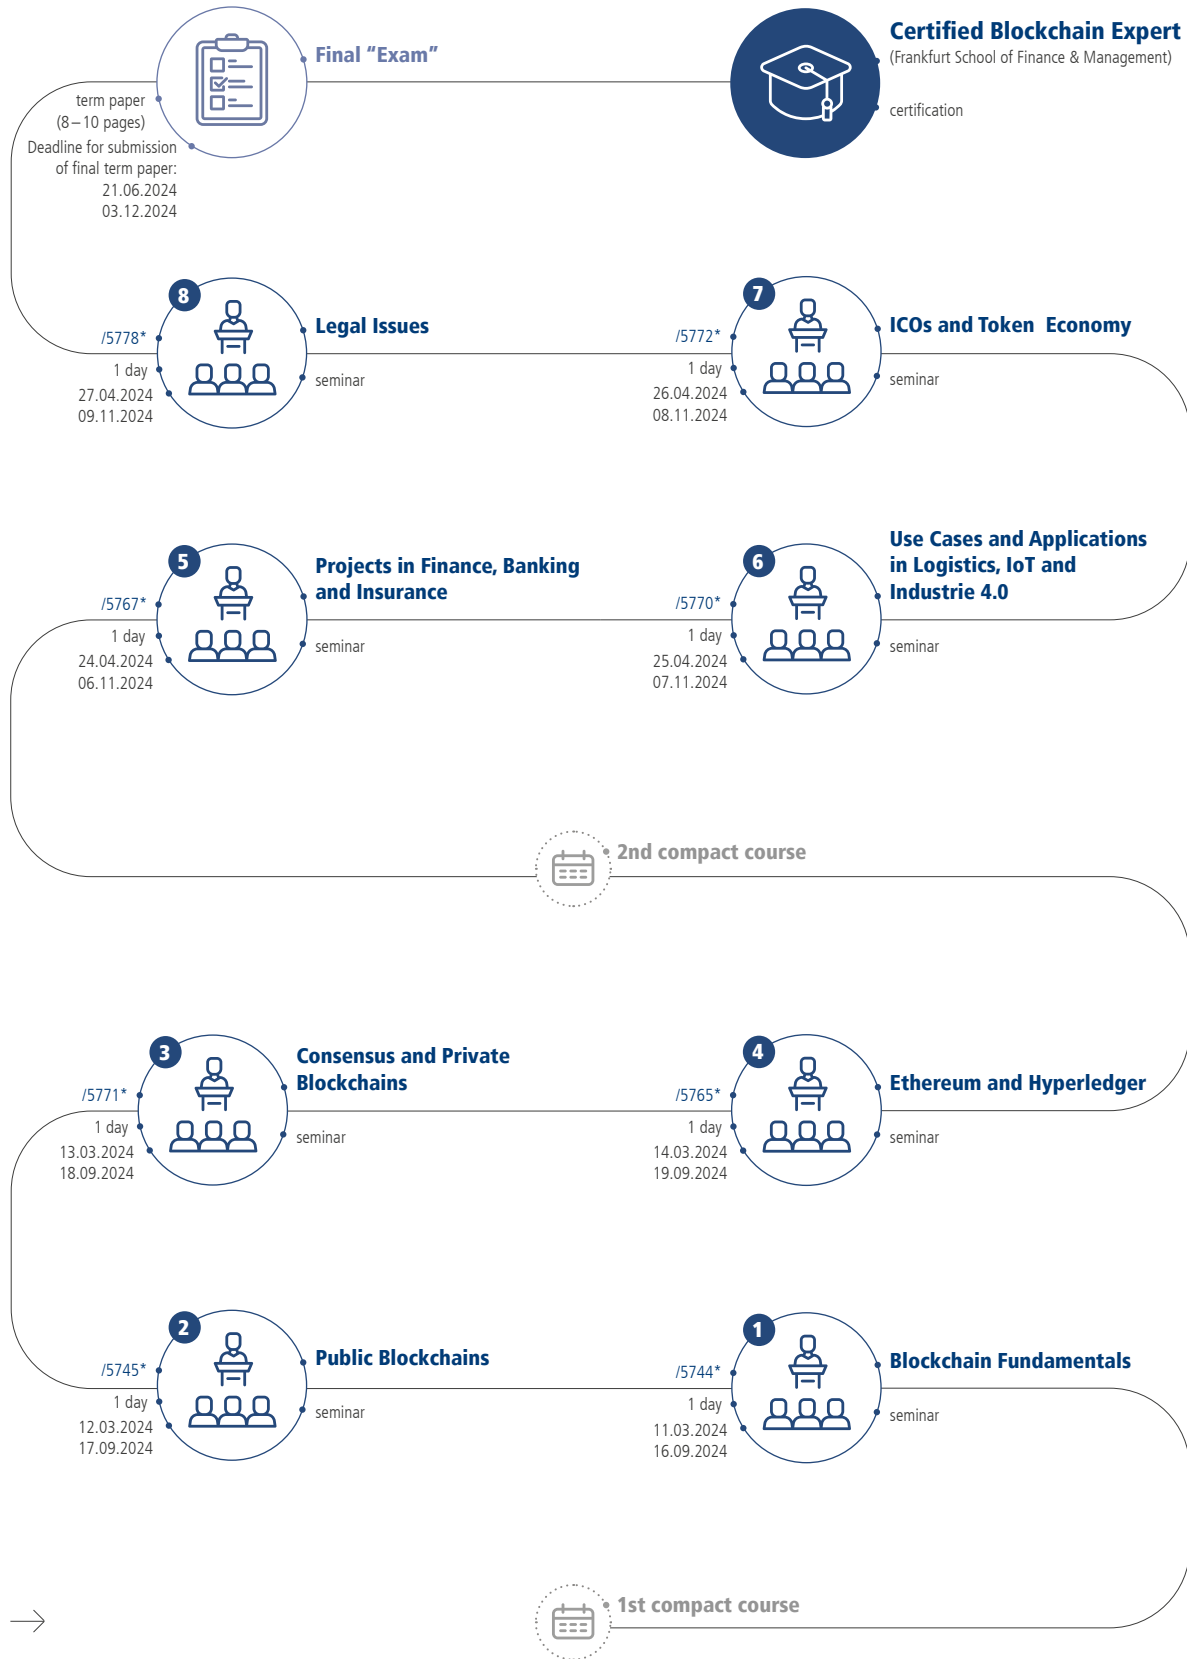 Final “Exam”
term paper
(8 – 10 pages)
Deadline for submission
of final term paper:
21.06.2024
03.12.2024
Certified Blockchain Expert
(Frankfurt School of Finance & Management)
certification
8
Legal Issues
/5778*
1 day
seminar
27.04.2024
09.11.2024
7
ICOs and Token Economy
/5772*
1 day
seminar
26.04.2024
08.11.2024
5
Projects in Finance, Banking
and Insurance
/5767*
1 day
seminar
24.04.2024
06.11.2024
6
Use Cases and Applications
in Logistics, IoT and
Industrie 4.0
/5770*
1 day
seminar
25.04.2024
07.11.2024
2nd compact course
3
Consensus and Private
Blockchains
/5771*
1 day
seminar
13.03.2024
18.09.2024
4
Ethereum and Hyperledger
/5765*
1 day
seminar
14.03.2024
19.09.2024
2
Public Blockchains
/5745*
1 day
seminar
12.03.2024
17.09.2024
1
Blockchain Fundamentals
/5744*
1 day
seminar
11.03.2024
16.09.2024
1st compact course